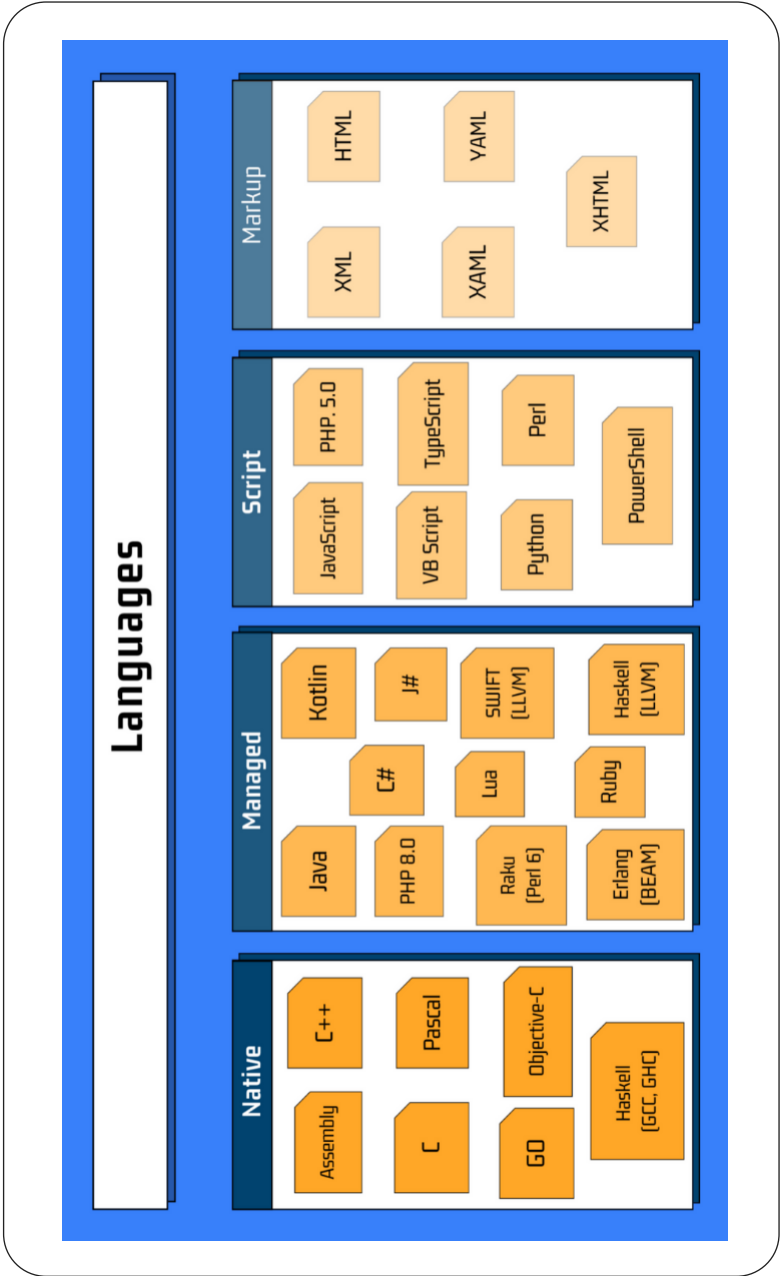 Languages
Native
Assembly
C++
C
Pascal
GO
Objective-C
Haskell
(GCC, GHC)
Managed
Java
Kotlin
C#
PHP 8.0
J#
Lua
Raku
(Perl 6)
SWIFT
(LLVM)
Ruby
Erlang
(BEAM)
Haskell
(LLVM)
Script
JavaScript
PHP. 5.0
VB Script
TypeScript
Python
Perl
PowerShell
Markup
XML
HTML
XAML
YAML
XHTML